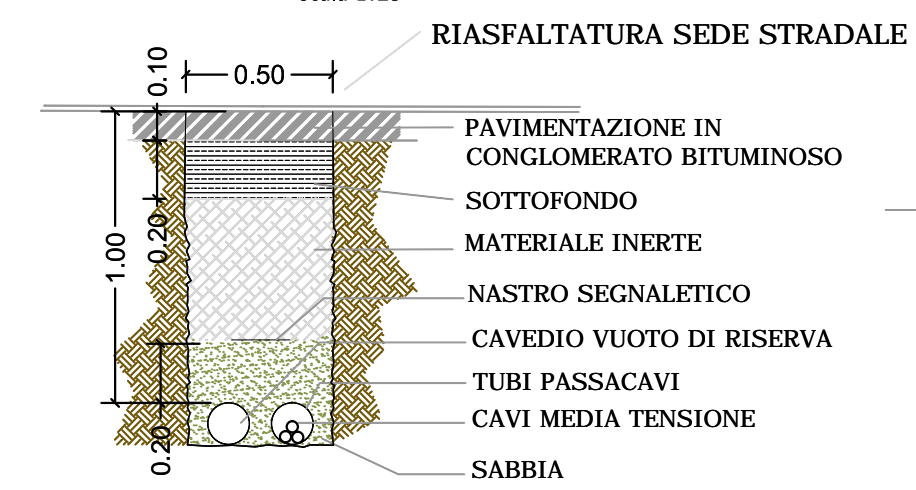 RIASFALTATURA SEDE STRADALE
0.10
0.50
PAVIMENTAZIONE IN
CONGLOMERATO BITUMINOSO
SOTTOFONDO
0.20
1.00
MATERIALE INERTE
NASTRO SEGNALETICO
CAVEDIO VUOTO DI RISERVA
TUBI PASSACAVI
CAVI MEDIA TENSIONE
0.20
SABBIA